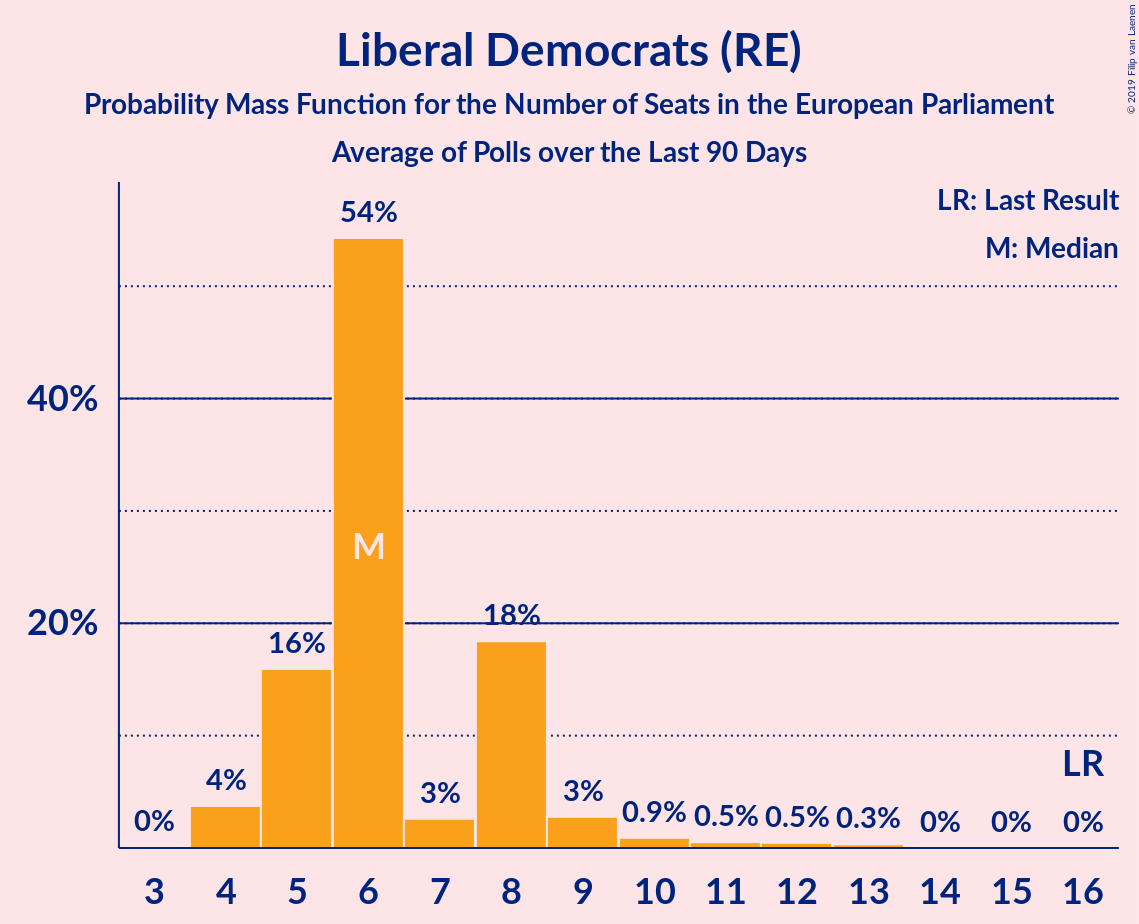 Liberal Democrats (RE)
Probability Mass Function for the Number of Seats in the European Parliament
Average of Polls over the Last 90 Days
© 2019 Filip van Laenen
LR: Last Result
M: Median
40%
20%
0%
4%
16%
54%
M
3%
18%
3%
0.9%
0.5%
0.5%
0.3%
0%
0%
0%
LR
3 4 5 6 7 8 9 10 11 12 13 14 15 16